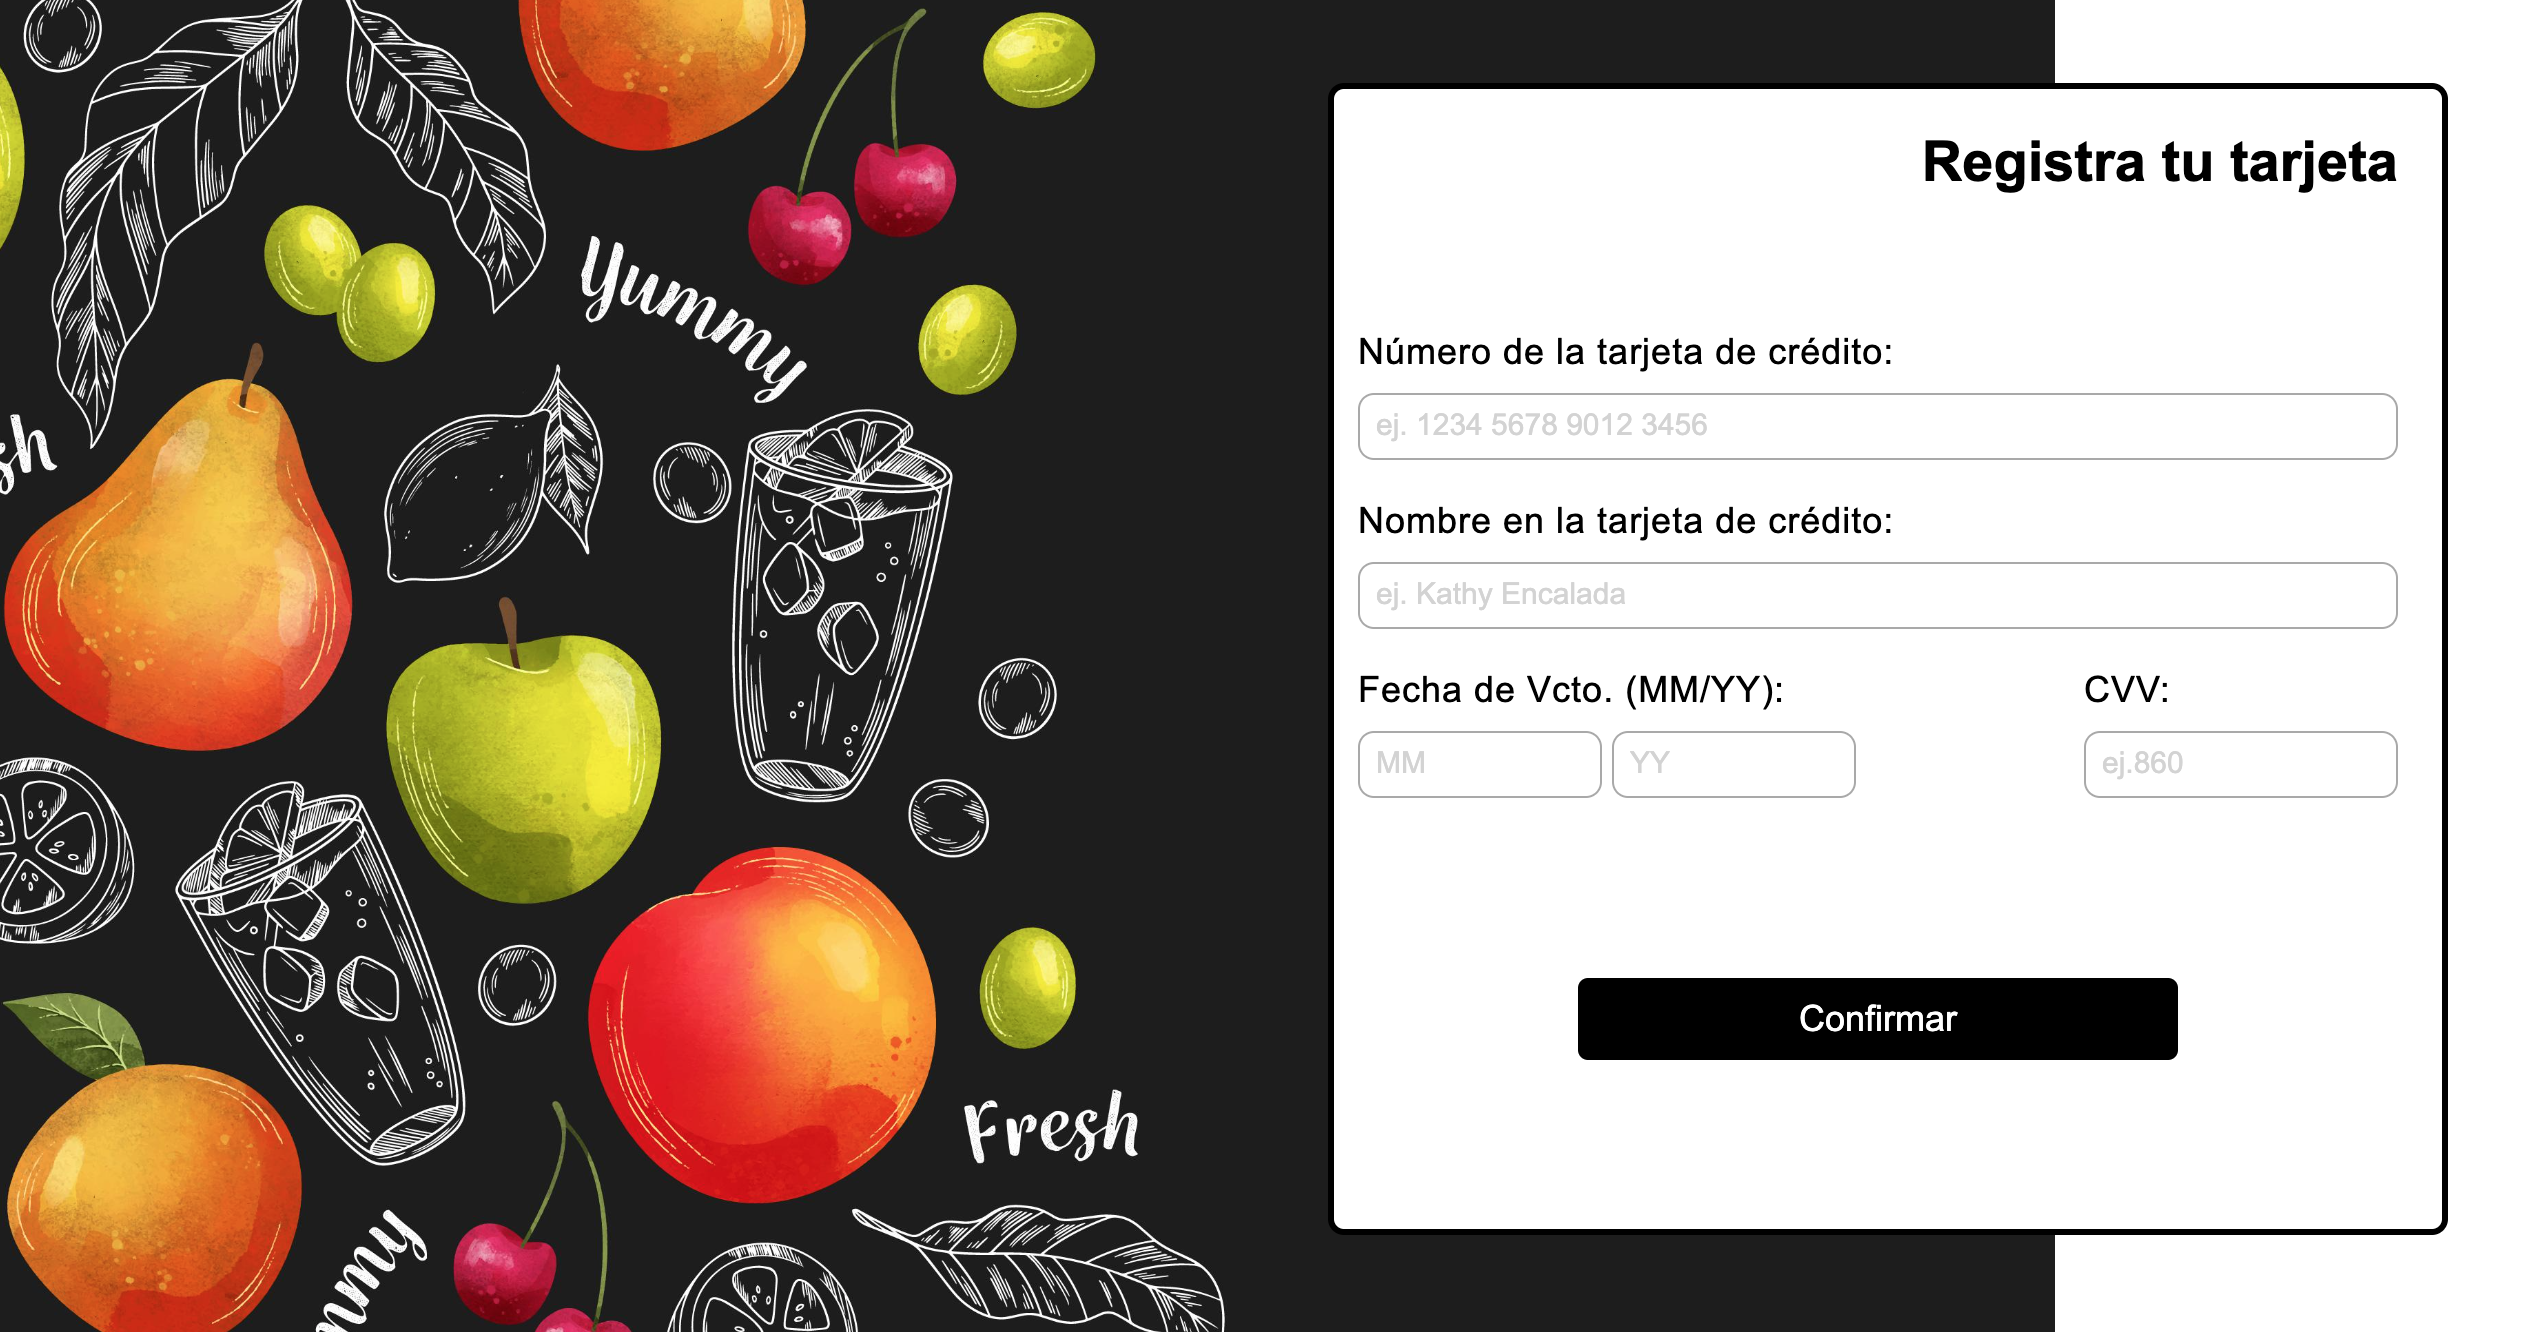 Yummy
sh
Fresh
mmy
Registra tu tarjeta
Número de la tarjeta de crédito:
ej. 1234 5678 9012 3456
Nombre en la tarjeta de crédito:
ej. Kathy Encalada
Fecha de Vcto. (MM/YY):
CVV:
MM
YY
ej.860
Confirmar